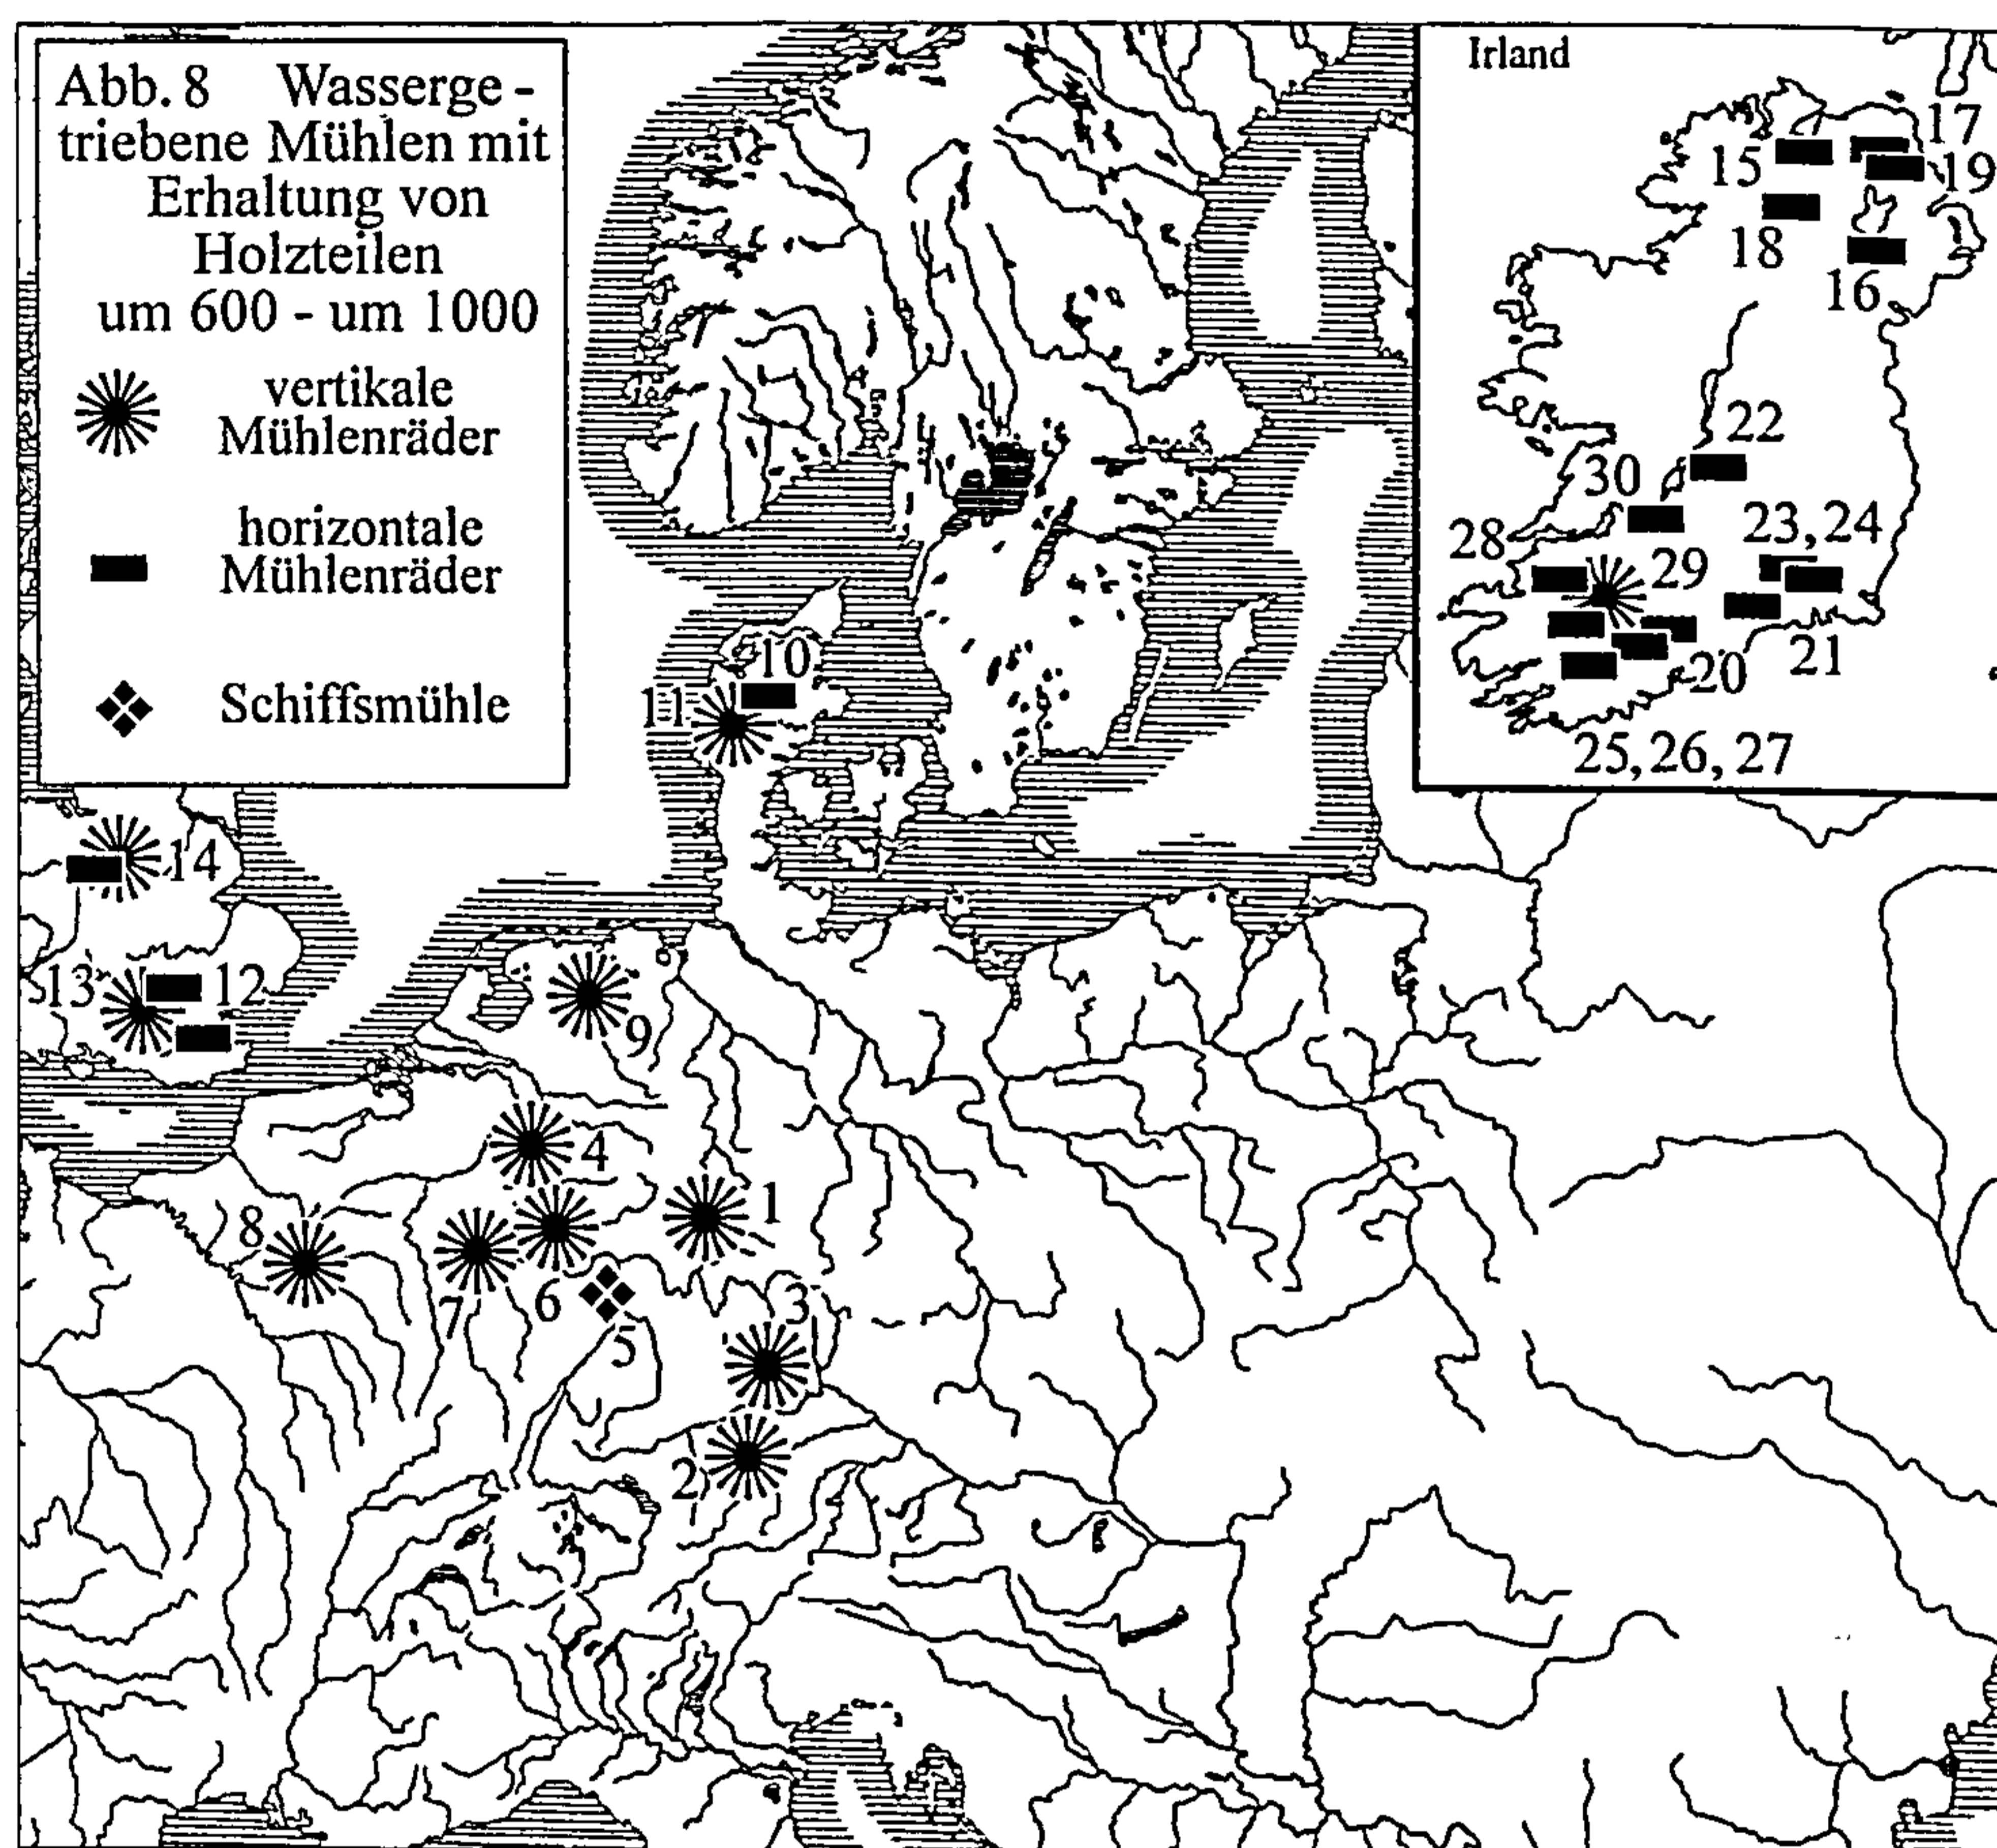 Abb. 8 Wasserge -
triebene Mühlen mit
Erhaltung von
Holzteilen
um 600 - um 1000
vertikale
Mühlenräder
horizontale
Mühlenräder
Schiffsmühle
Irland
17
15
19
18
16
22
30
23, 24
28
29
20
21
25, 26, 27
10
11
14
13
12
9
4
1
8
7
6
3
5
2